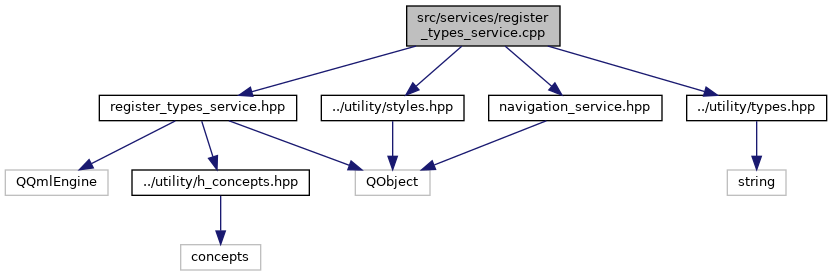 src/services/register
_types_service.cpp
register_types_service.hpp
../utility/styles.hpp
navigation_service.hpp
../utility/types.hpp
QQmlEngine
../utility/h_concepts.hpp
QObject
string
concepts